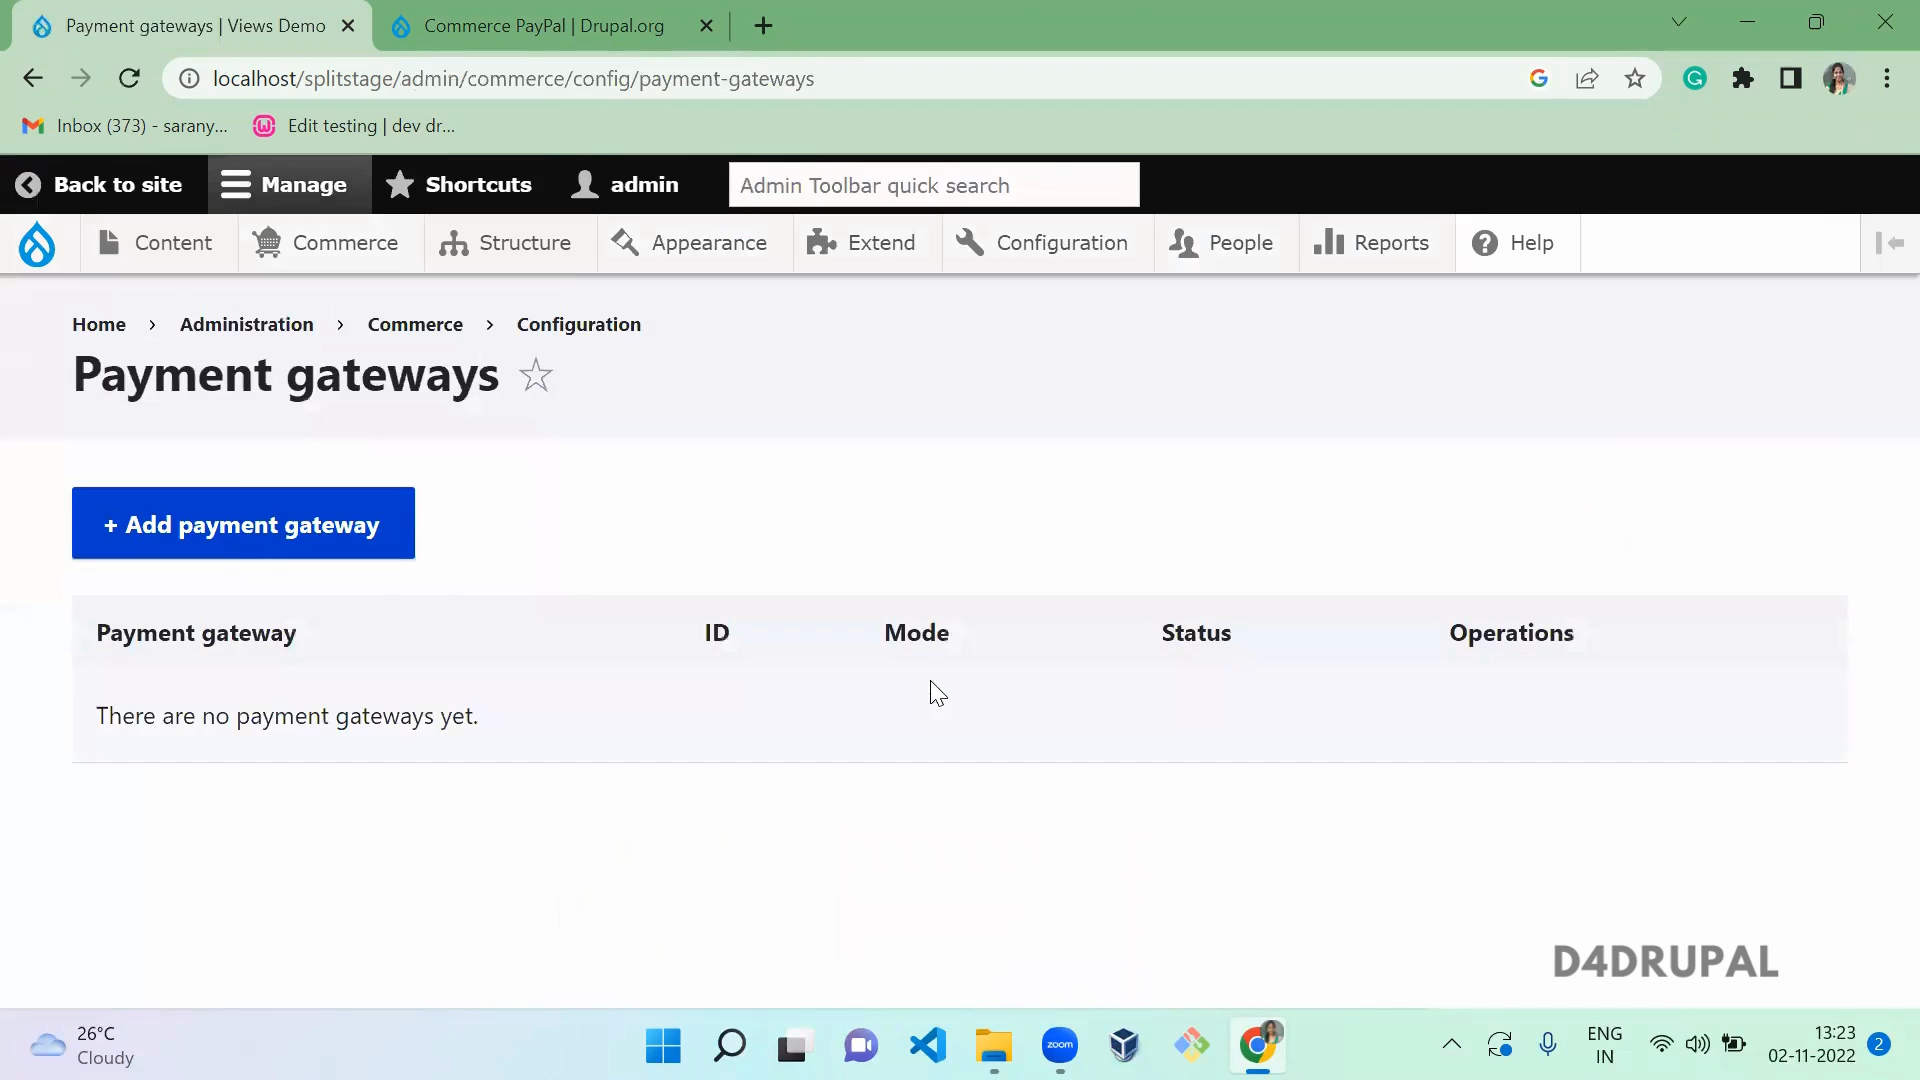 Payment gateways | Views Demo
Commerce PayPal | Drupal.org
localhost/splitstage/admin/commerce/config/payment-gateways
Inbox (373) - sarany...
Edit testing | dev dr...
Back to site
Manage
Shortcuts
admin
Admin Toolbar quick search
Content
Commerce
Structure
Appearance
Extend
Configuration
People
Reports
Help
Home › Administration › Commerce › Configuration
Payment gateways
+ Add payment gateway
Payment gateway ID Mode Status Operations
There are no payment gateways yet.
D4DRUPAL
26°C
Cloudy
zoom
ENG
IN
13:23
02-11-2022
2